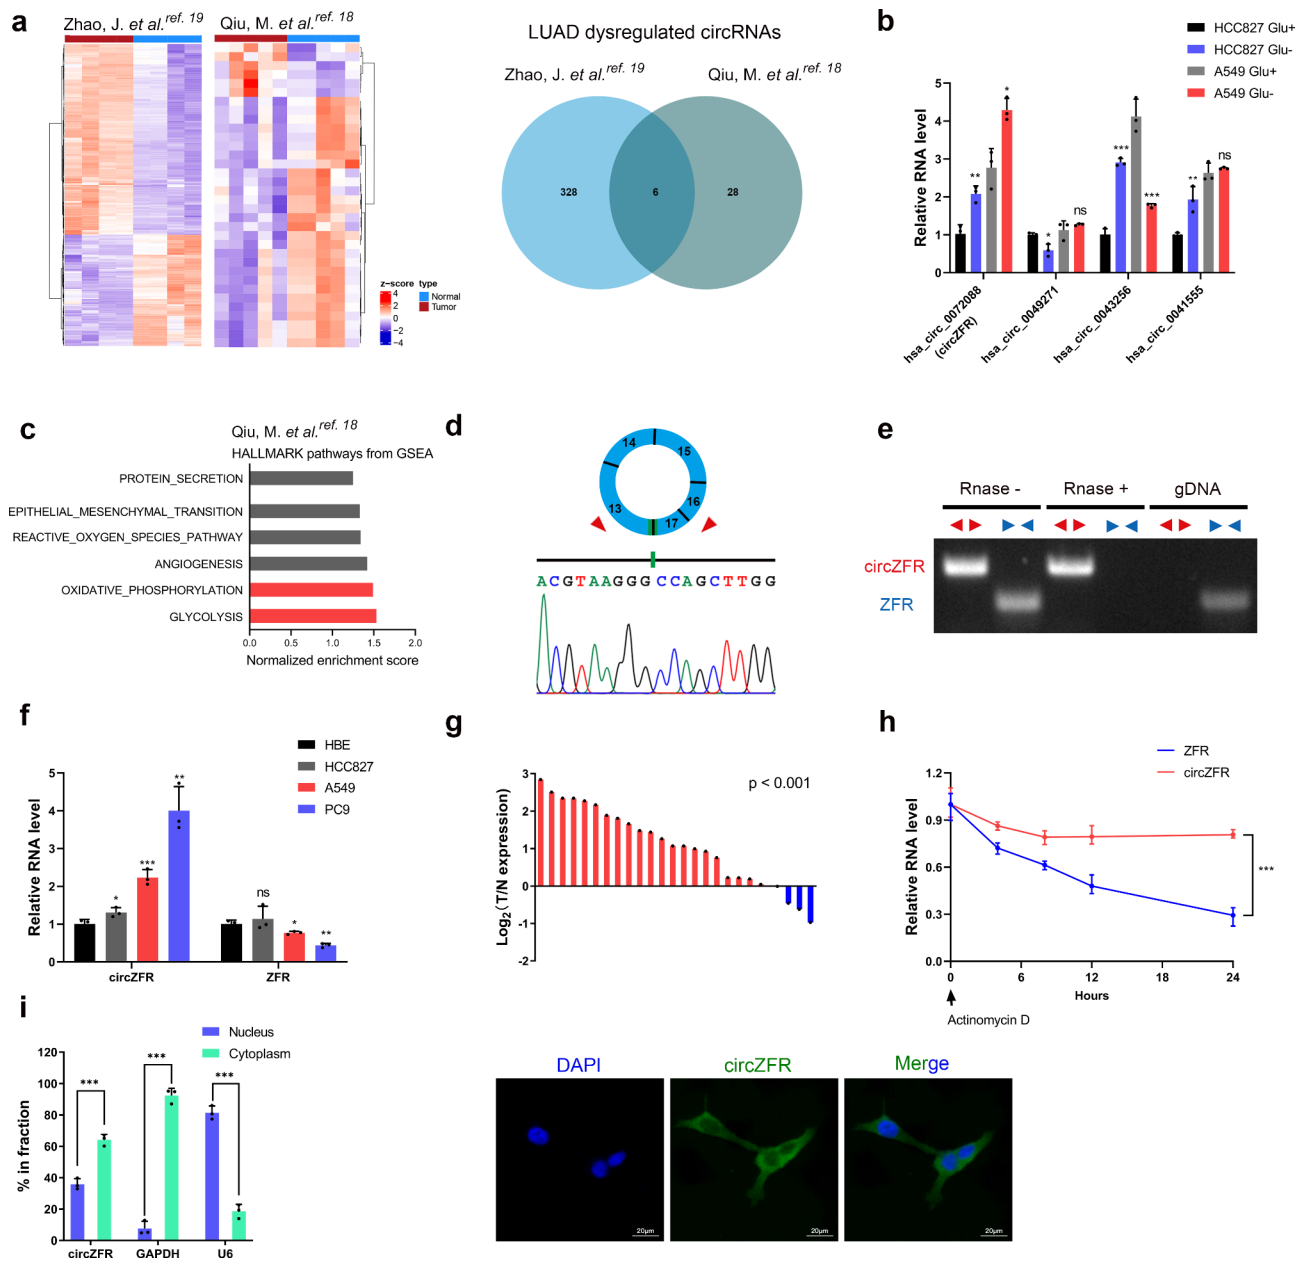 a
Zhao, J. et al.ref. 19
Qiu, M. et al.ref. 18
z-score
type
4
2
0
−2
−4
Normal
Tumor
LUAD dysregulated circRNAs
Zhao, J. et al.ref. 19
Qiu, M. et al.ref. 18
328
6
28
b
HCC827 Glu+
HCC827 Glu-
A549 Glu+
A549 Glu-
Relative RNA level
5
4
3
2
1
0
**
*
*
ns
***
***
**
ns
hsa_circ_0072088
(circZFR)
hsa_circ_0049271
hsa_circ_0043256
hsa_circ_0041555
c
Qiu, M. et al.ref. 18
HALLMARK pathways from GSEA
PROTEIN_SECRETION
EPITHELIAL_MESENCHYMAL_TRANSITION
REACTIVE_OXYGEN_SPECIES_PATHWAY
ANGIOGENESIS
OXIDATIVE_PHOSPHORYLATION
GLYCOLYSIS
0.0 0.5 1.0 1.5 2.0
Normalized enrichment score
d
14
15
16
17
13
ACGTAAGGGCCAGCTTGG
e
Rnase -
Rnase +
gDNA
circZFR
ZFR
f
HBE
HCC827
A549
PC9
Relative RNA level
5
4
3
2
1
0
*
***
**
ns
*
**
circZFR
ZFR
g
p < 0.001
Log2(T/N expression)
3
2
1
0
-1
-2
h
ZFR
circZFR
Relative RNA level
1.2
0.9
0.6
0.3
0.0
***
0 6 12 18 24
Hours
Actinomycin D
i
Nucleus
Cytoplasm
% in fraction
120
100
80
60
40
20
0
***
***
***
circZFR
GAPDH
U6
DAPI
circZFR
Merge
20μm
20μm
20μm